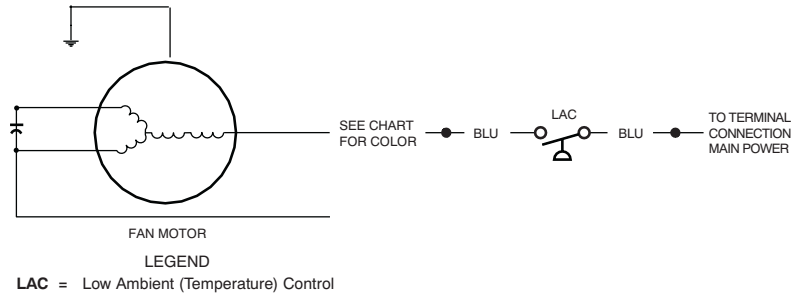 SEE CHART
FOR COLOR
BLU
LAC
BLU
TO TERMINAL
CONNECTION
MAIN POWER
FAN MOTOR
LEGEND
LAC = Low Ambient (Temperature) Control